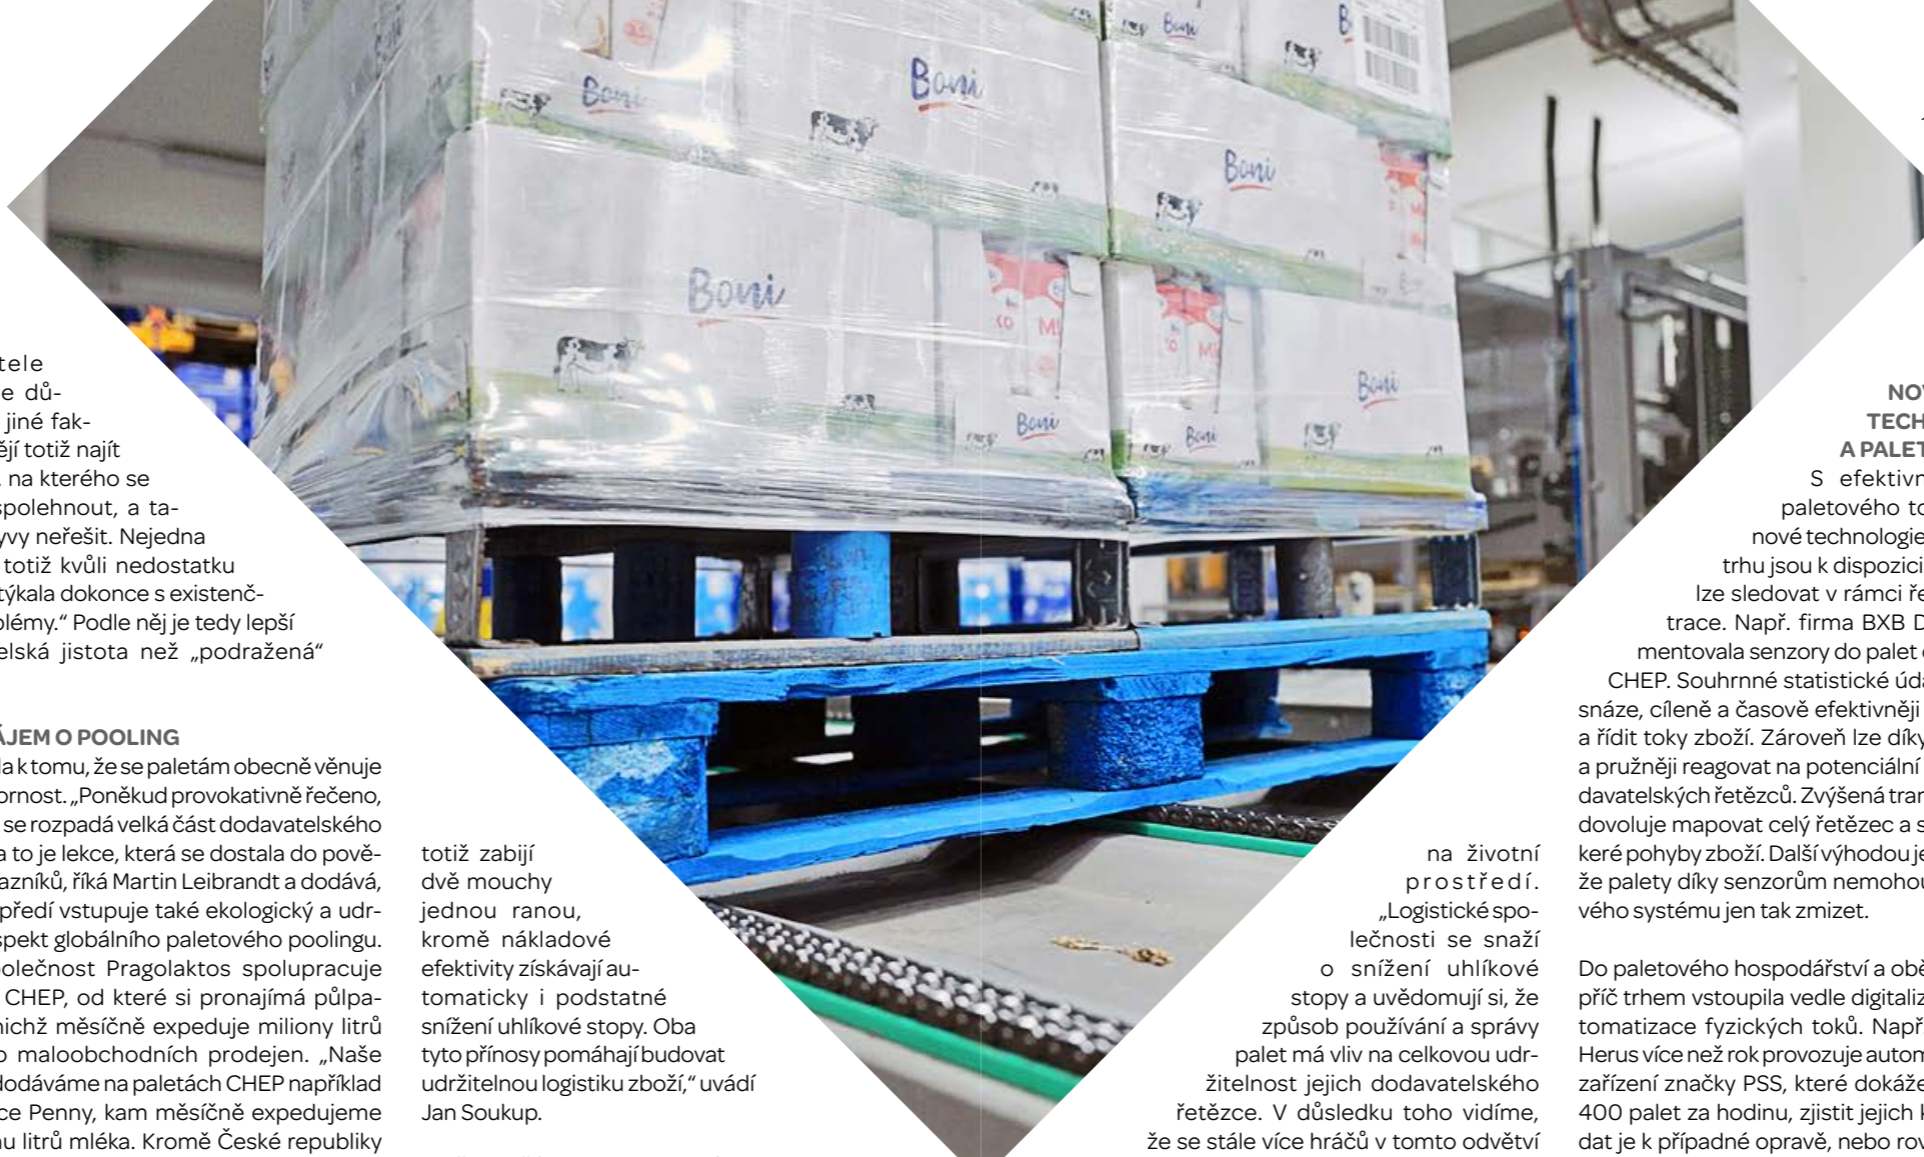 Boni
Boni
Boni
Boni
Boni
Boni
Boni
Boni
Boni
tele
e dů-
jiné fak-
ějí totiž najít
na kterého se
spolehnout, a ta-
yvy neřešit. Nejedna
totiž kvůli nedostatku
týkala dokonce s existenč-
blémy.“ Podle něj je tedy lepší
elská jistota než „podražená“
ÁJEM O POOLING
la k tomu, že se paletám obecně věnuje
ornost. „Poněkud provokativně řečeno,
se rozpadá velká část dodavatelského
a to je lekce, která se dostala do pově-
azníků, říká Martin Leibrandt a dodává,
předí vstupuje také ekologický a udr-
spekt globálního paletového poolingu.
polečnost Pragolaktos spolupracuje
CHEP, od které si pronajímá půlpa-
nichž měsíčně expeduje miliony litrů
o maloobchodních prodejen. „Naše
dodáváme na paletách CHEP například
ce Penny, kam měsíčně expedujeme
nu litrů mléka. Kromě České republiky
totiž zabijí
dvě mouchy
jednou ranou,
kromě nákladové
efektivity získávají au-
tomaticky i podstatné
snížení uhlíkové stopy. Oba
tyto přínosy pomáhají budovat
udržitelnou logistiku zboží,“ uvádí
Jan Soukup.
na životní
prostředí.
„Logistické spo-
lečnosti se snaží
o snížení uhlíkové
stopy a uvědomují si, že
způsob používání a správy
palet má vliv na celkovou udr-
žitelnost jejich dodavatelského
řetězce. V důsledku toho vidíme,
že se stále více hráčů v tomto odvětví
NOV
TECH
A PALET
S efektivn
paletového to
nové technologie
trhu jsou k dispozici
lze sledovat v rámci ře
trace. Např. firma BXB D
mentovala senzory do palet
CHEP. Souhrnné statistické úda
snáze, cíleně a časově efektivněji
a řídit toky zboží. Zároveň lze díky
a pružněji reagovat na potenciální
davatelských řetězců. Zvýšená tran
dovoluje mapovat celý řetězec a s
keré pohyby zboží. Další výhodou je
že palety díky senzorům nemohou
vého systému jen tak zmizet.
Do paletového hospodářství a obě
příč trhem vstoupila vedle digitaliz
tomatizace fyzických toků. Např
Herus více než rok provozuje autom
zařízení značky PSS, které dokáže
400 palet za hodinu, zjistit jejich k
dat je k případné opravě, nebo rov